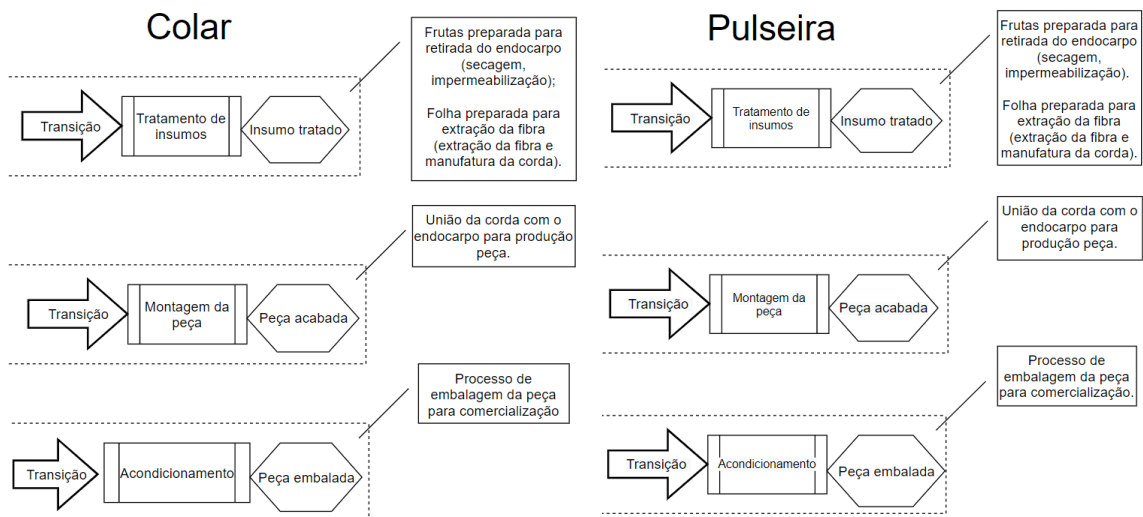 Colar
Frutas preparada para
retirada do endocarpo
(secagem,
impermeabilização);
Folha preparada para
extração da fibra
(extração da fibra e
manufatura da corda).
Transição
Tratamento de
insumos
Insumo tratado
União da corda com o
endocarpo para produção
peça.
Transição
Montagem da
peça
Peça acabada
Processo de
embalagem da peça
para comercialização
Transição
Acondicionamento
Peça embalada
Pulseira
Frutas preparada para
retirada do endocarpo
(secagem,
impermeabilização).
Folha preparada para
extração da fibra
(extração da fibra e
manufatura da corda).
Transição
Tratamento de
insumos
Insumo tratado
União da corda com o
endocarpo para
produção peça.
Transição
Montagem da
peça
Peça acabada
Processo de
embalagem da peça
para comercialização.
Transição
Acondicionamento
Peça embalada